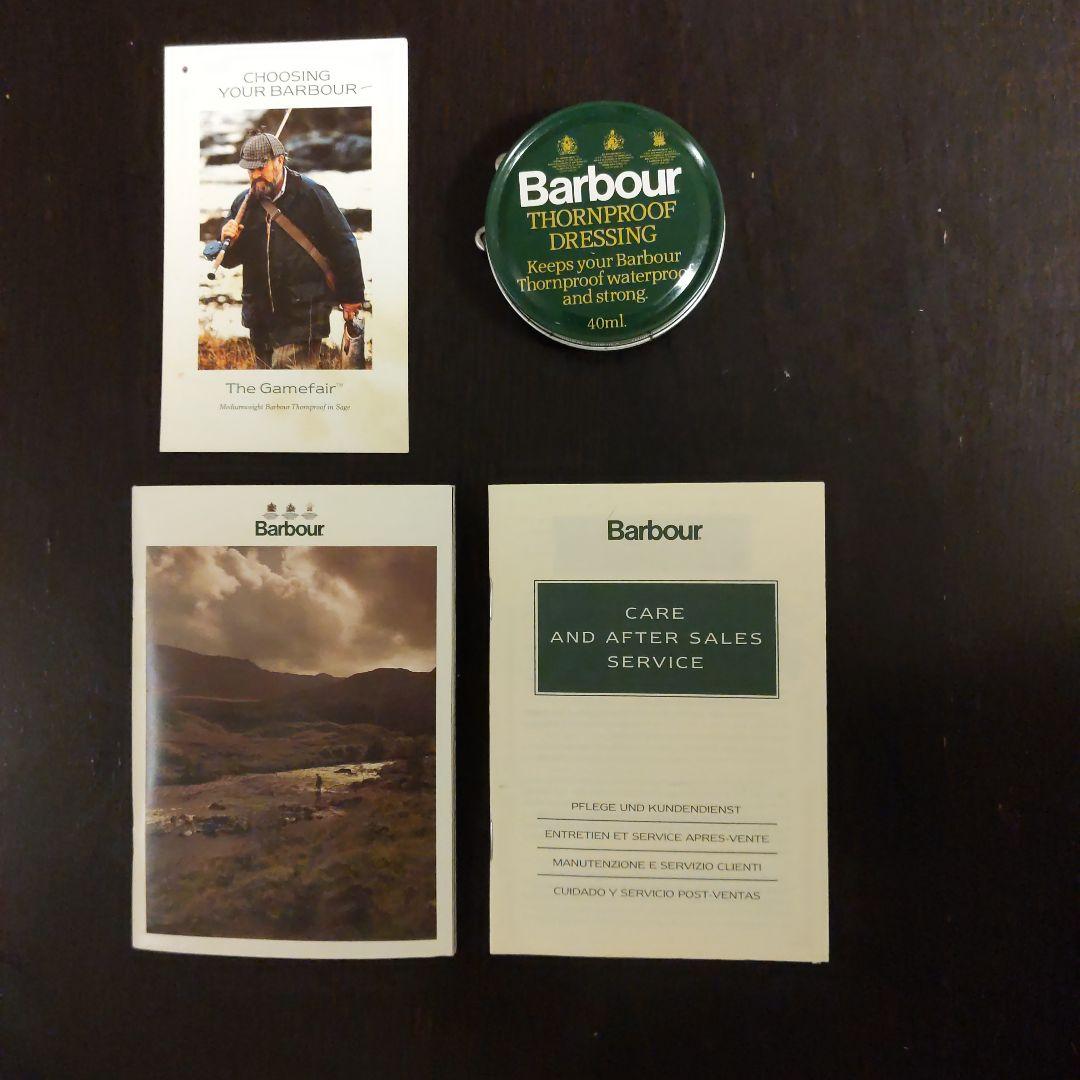 CHOOSING
YOUR BARBOUR
The Gamefair™
Mediumweight Barbour Thornproof in Sage
Barbour
THORNPROOF
DRESSING
Keeps your Barbour
Thornproof waterproo
and strong.
40ml.
Barbour
Barbour
CARE
AND AFTER SALES
SERVICE
PFLEGE UND KUNDENDIENST
ENTRETIEN ET SERVICE APRES-VENTE
MANUTENZIONE E SERVIZIO CLIENTI
CUIDADO Y SERVICIO POST-VENTAS